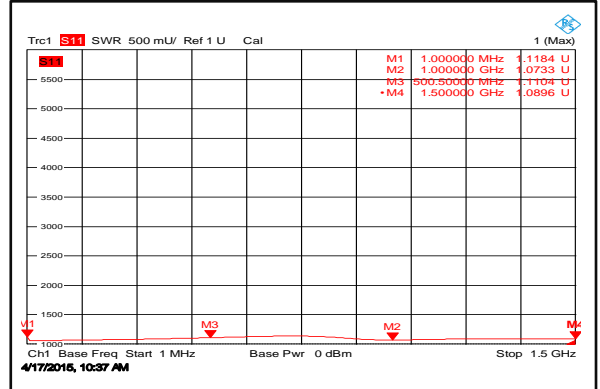 Trc1 S11 SWR 500 mU/ Ref 1 U Cal 1 (Max)
S11
M1 1.000000 MHz 1.1184 U
M2 1.000000 GHz 1.0733 U
M3 500.50000 MHz 1.1104 U
•M4 1.500000 GHz 1.0896 U
5500
5000
4500
4000
3500
3000
2500
2000
1500
M1 M3 M2 M4
1000
Ch1 Base Freq Start 1 MHz Base Pwr 0 dBm Stop 1.5 GHz
4/17/2015, 10:37 AM